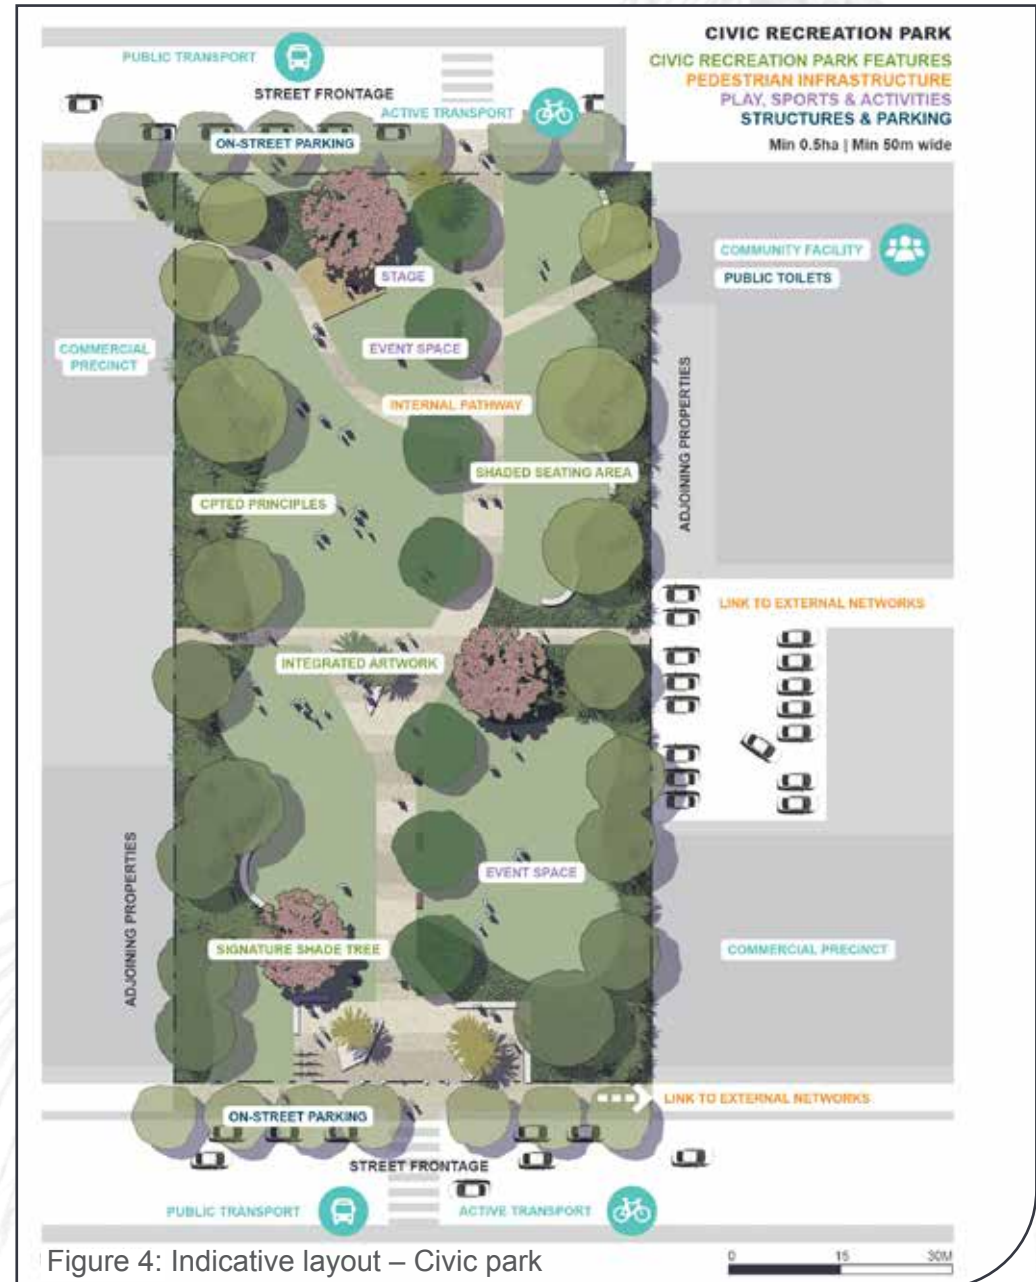 CIVIC RECREATION PARK
CIVIC RECREATION PARK FEATURES
PEDESTRIAN INFRASTRUCTURE
PLAY, SPORTS & ACTIVITIES
STRUCTURES & PARKING
Min 0.5ha | Min 50m wide
PUBLIC TRANSPORT
STREET FRONTAGE
ACTIVE TRANSPORT
ON-STREET PARKING
COMMUNITY FACILITY
PUBLIC TOILETS
STAGE
COMMERCIAL
PRECINCT
EVENT SPACE
INTERNAL PATHWAY
ADJOINING PROPERTIES
SHADED SEATING AREA
CPTED PRINCIPLES
LINK TO EXTERNAL NETWORKS
INTEGRATED ARTWORK
ADJOINING PROPERTIES
EVENT SPACE
SIGNATURE SHADE TREE
COMMERCIAL PRECINCT
LINK TO EXTERNAL NETWORKS
ON-STREET PARKING
STREET FRONTAGE
PUBLIC TRANSPORT
ACTIVE TRANSPORT
Figure 4: Indicative layout – Civic park
0 15 30M